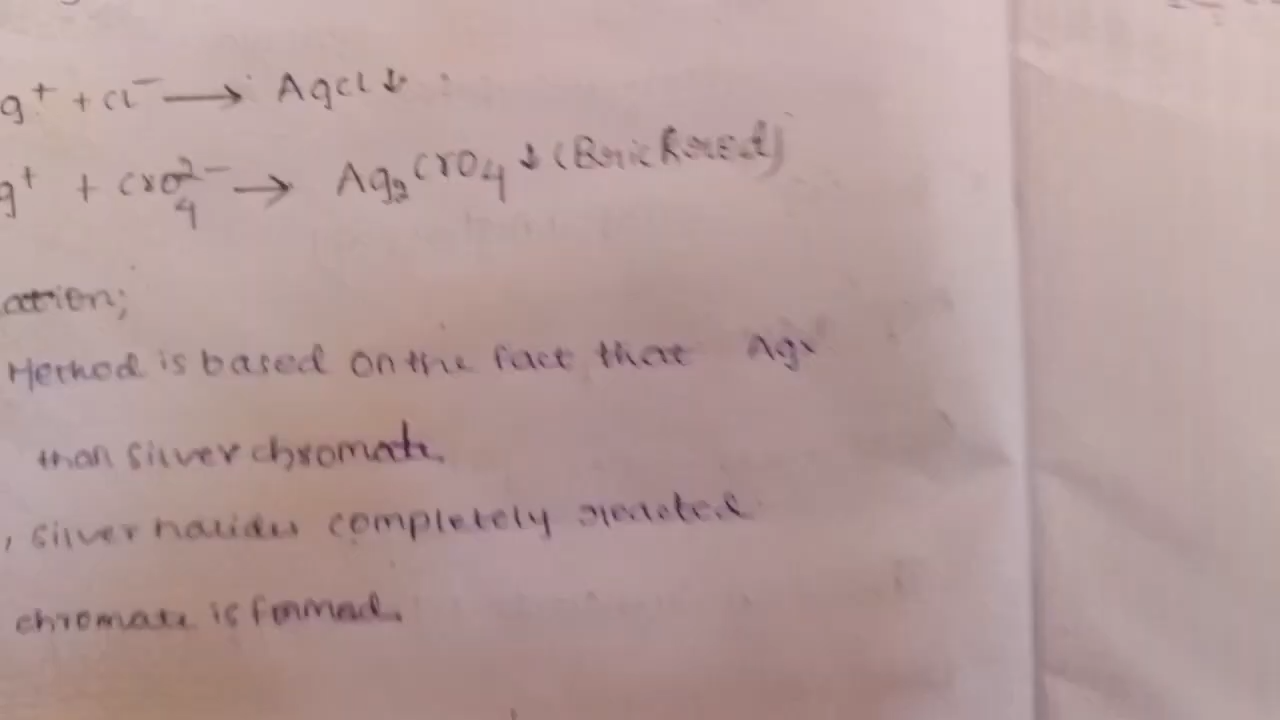 g⁺ + Cl⁻ → AgCl ↓
g⁺ + CrO₄²⁻ → Ag₂CrO₄ ↓ (Brick red)
ation;
Method is based on the fact that Ag
than silver chromate.
, silver halides completely reacted
chromate is formed.